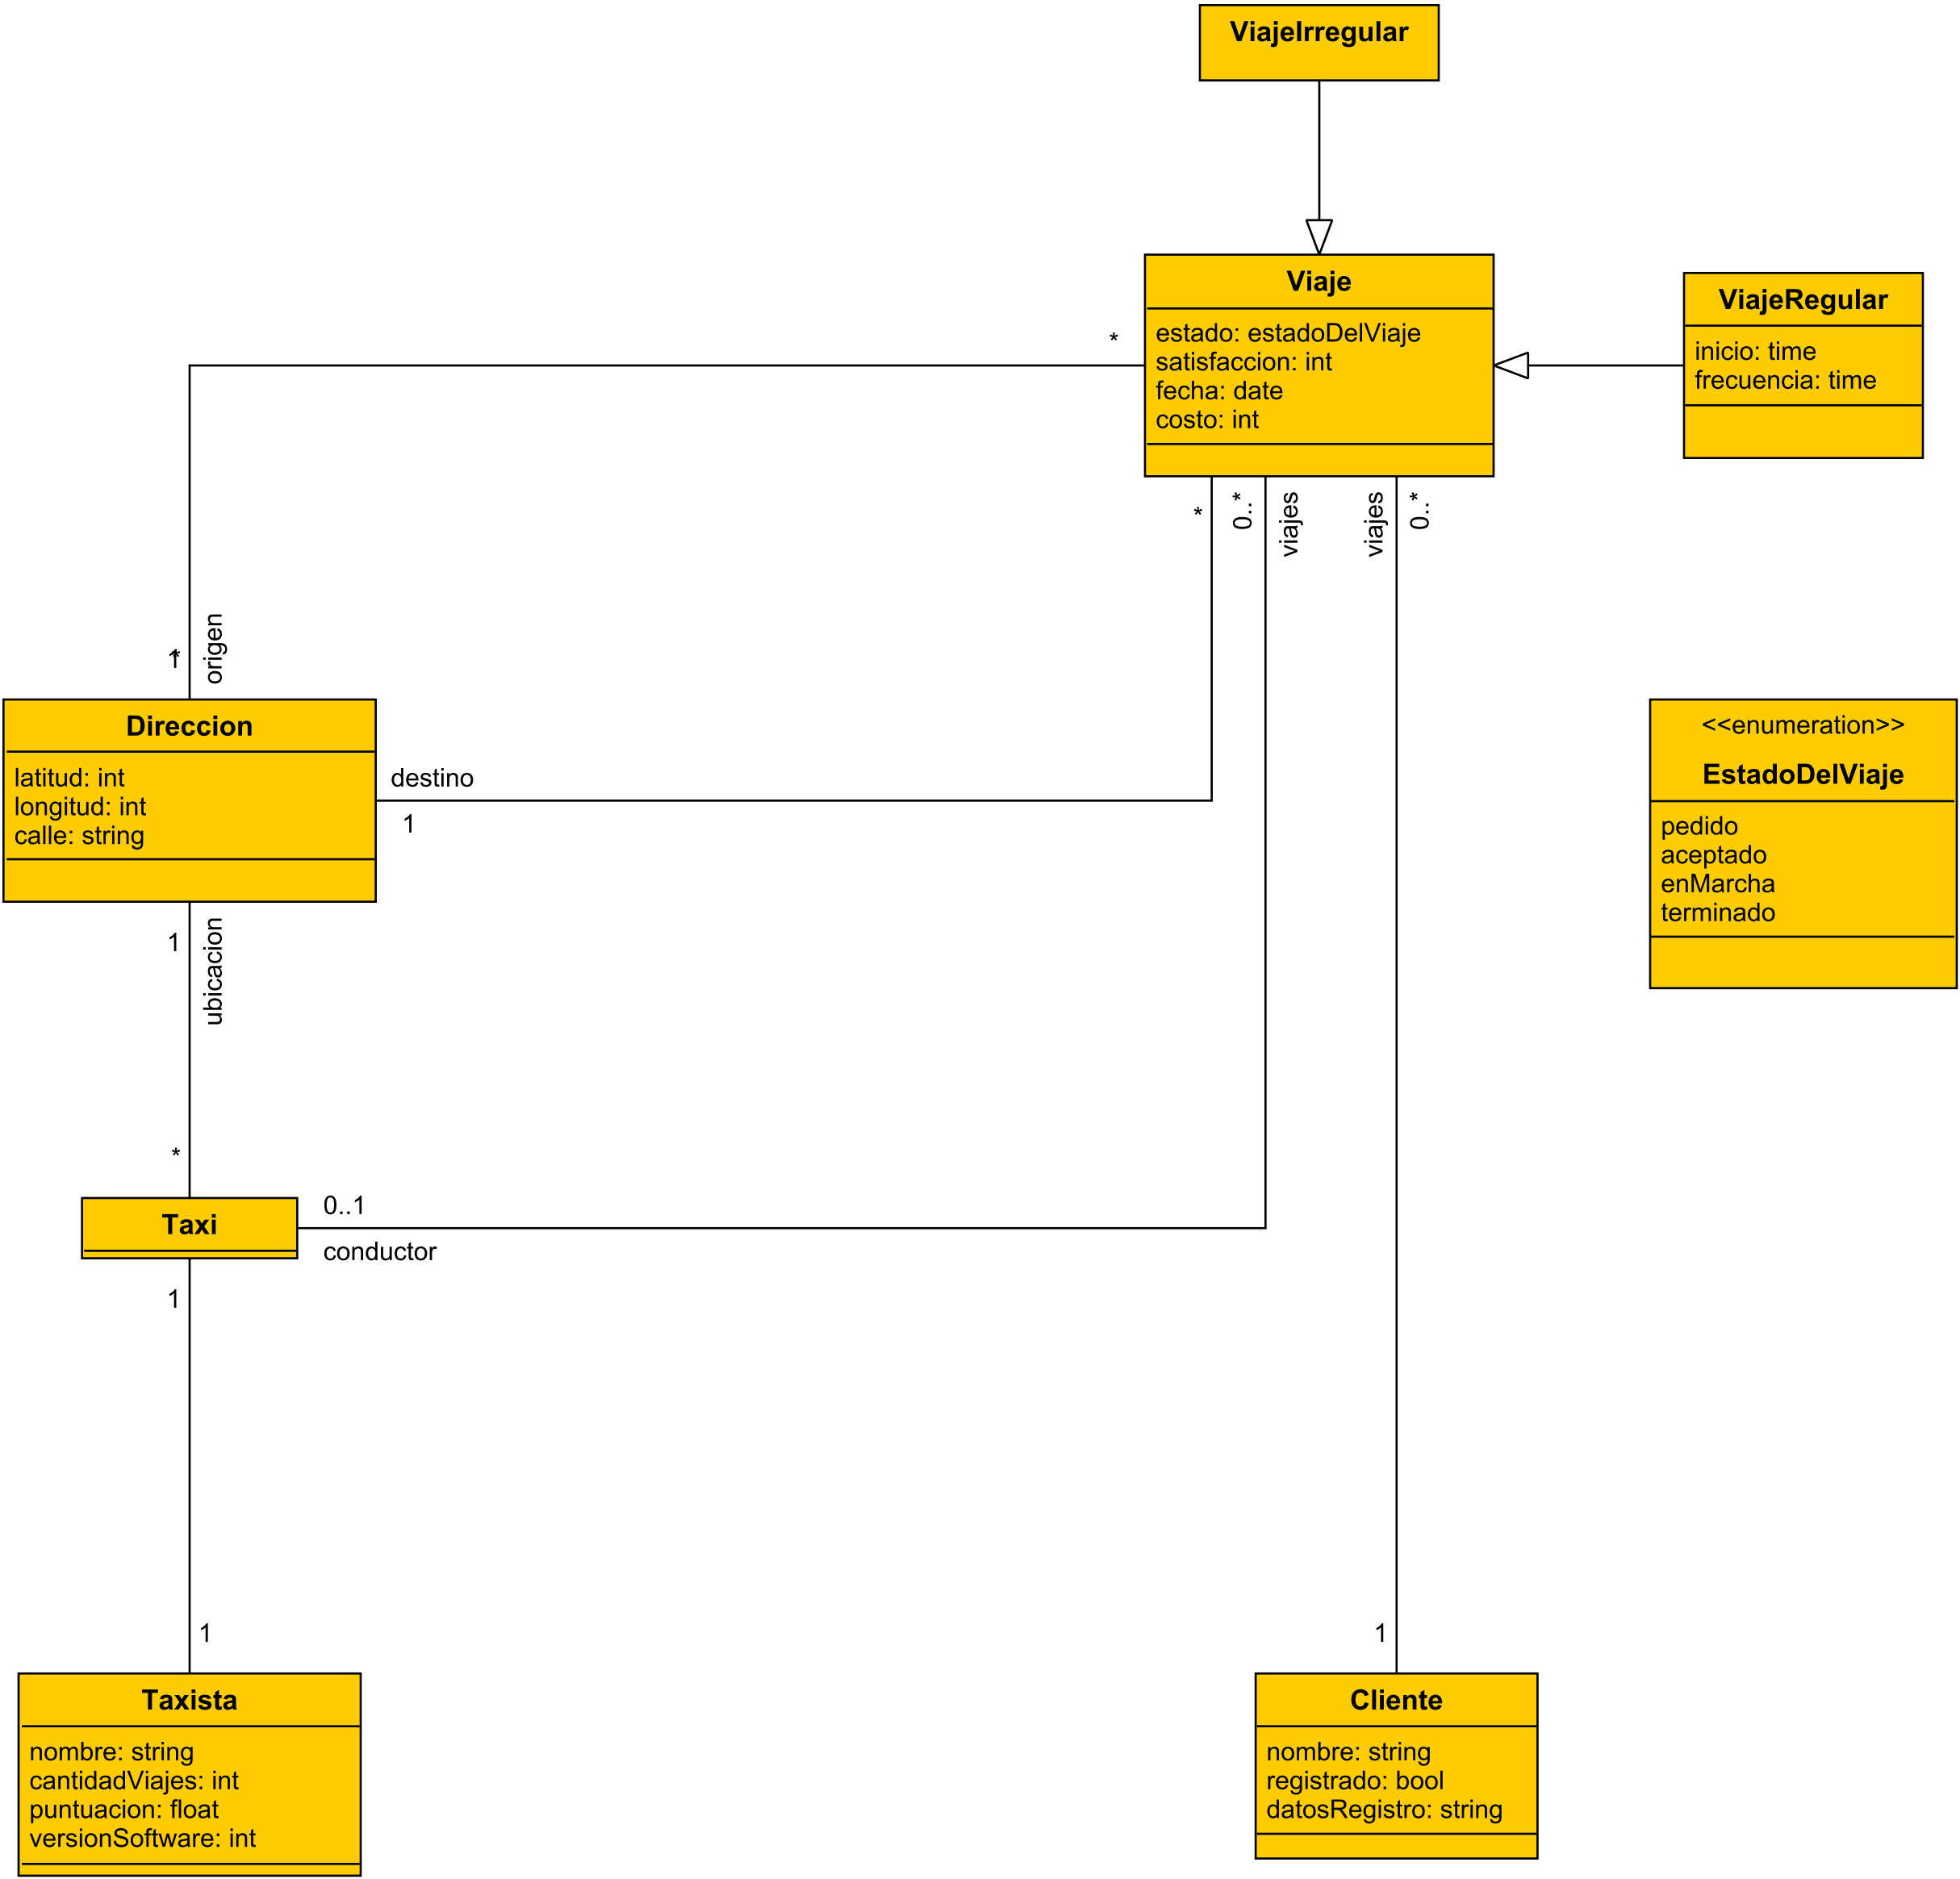 ViajeIrregular
Viaje
estado: estadoDelViaje
satisfaccion: int
fecha: date
costo: int
ViajeRegular
inicio: time
frecuencia: time
*
*
0..*
viajes
viajes
0..*
1
*
origen
Direccion
latitud: int
longitud: int
calle: string
destino
1
<<enumeration>>
EstadoDelViaje
pedido
aceptado
enMarcha
terminado
1
ubicacion
*
Taxi
0..1
conductor
1
1
1
Taxista
nombre: string
cantidadViajes: int
puntuacion: float
versionSoftware: int
Cliente
nombre: string
registrado: bool
datosRegistro: string